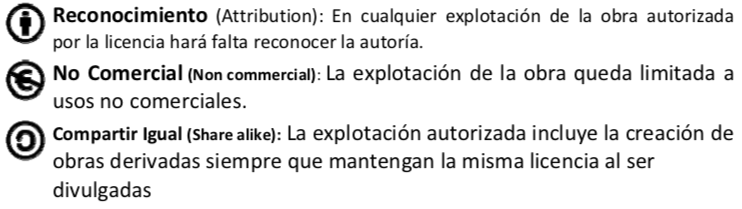 Reconocimiento (Attribution): En cualquier explotación de la obra autorizada
por la licencia hará falta reconocer la autoría.
No Comercial (Non commercial): La explotación de la obra queda limitada a
usos no comerciales.
Compartir Igual (Share alike): La explotación autorizada incluye la creación de
obras derivadas siempre que mantengan la misma licencia al ser
divulgadas